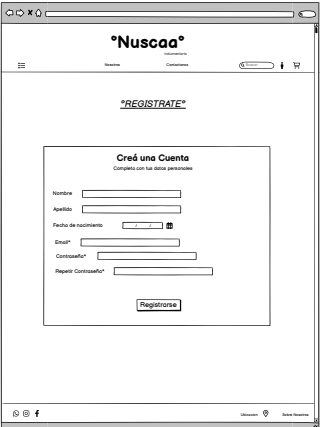 °Nuscaa°
indumentaria
Nosotros
Contactanos
Buscar
°REGISTRATE°
Creá una Cuenta
Completa con tus datos personales
Nombre
Apellido
Fecha de nacimiento
/ /
Email*
Contraseña*
Repetir Contraseña*
Registrarse
Ubicacion
Sobre Nosotros